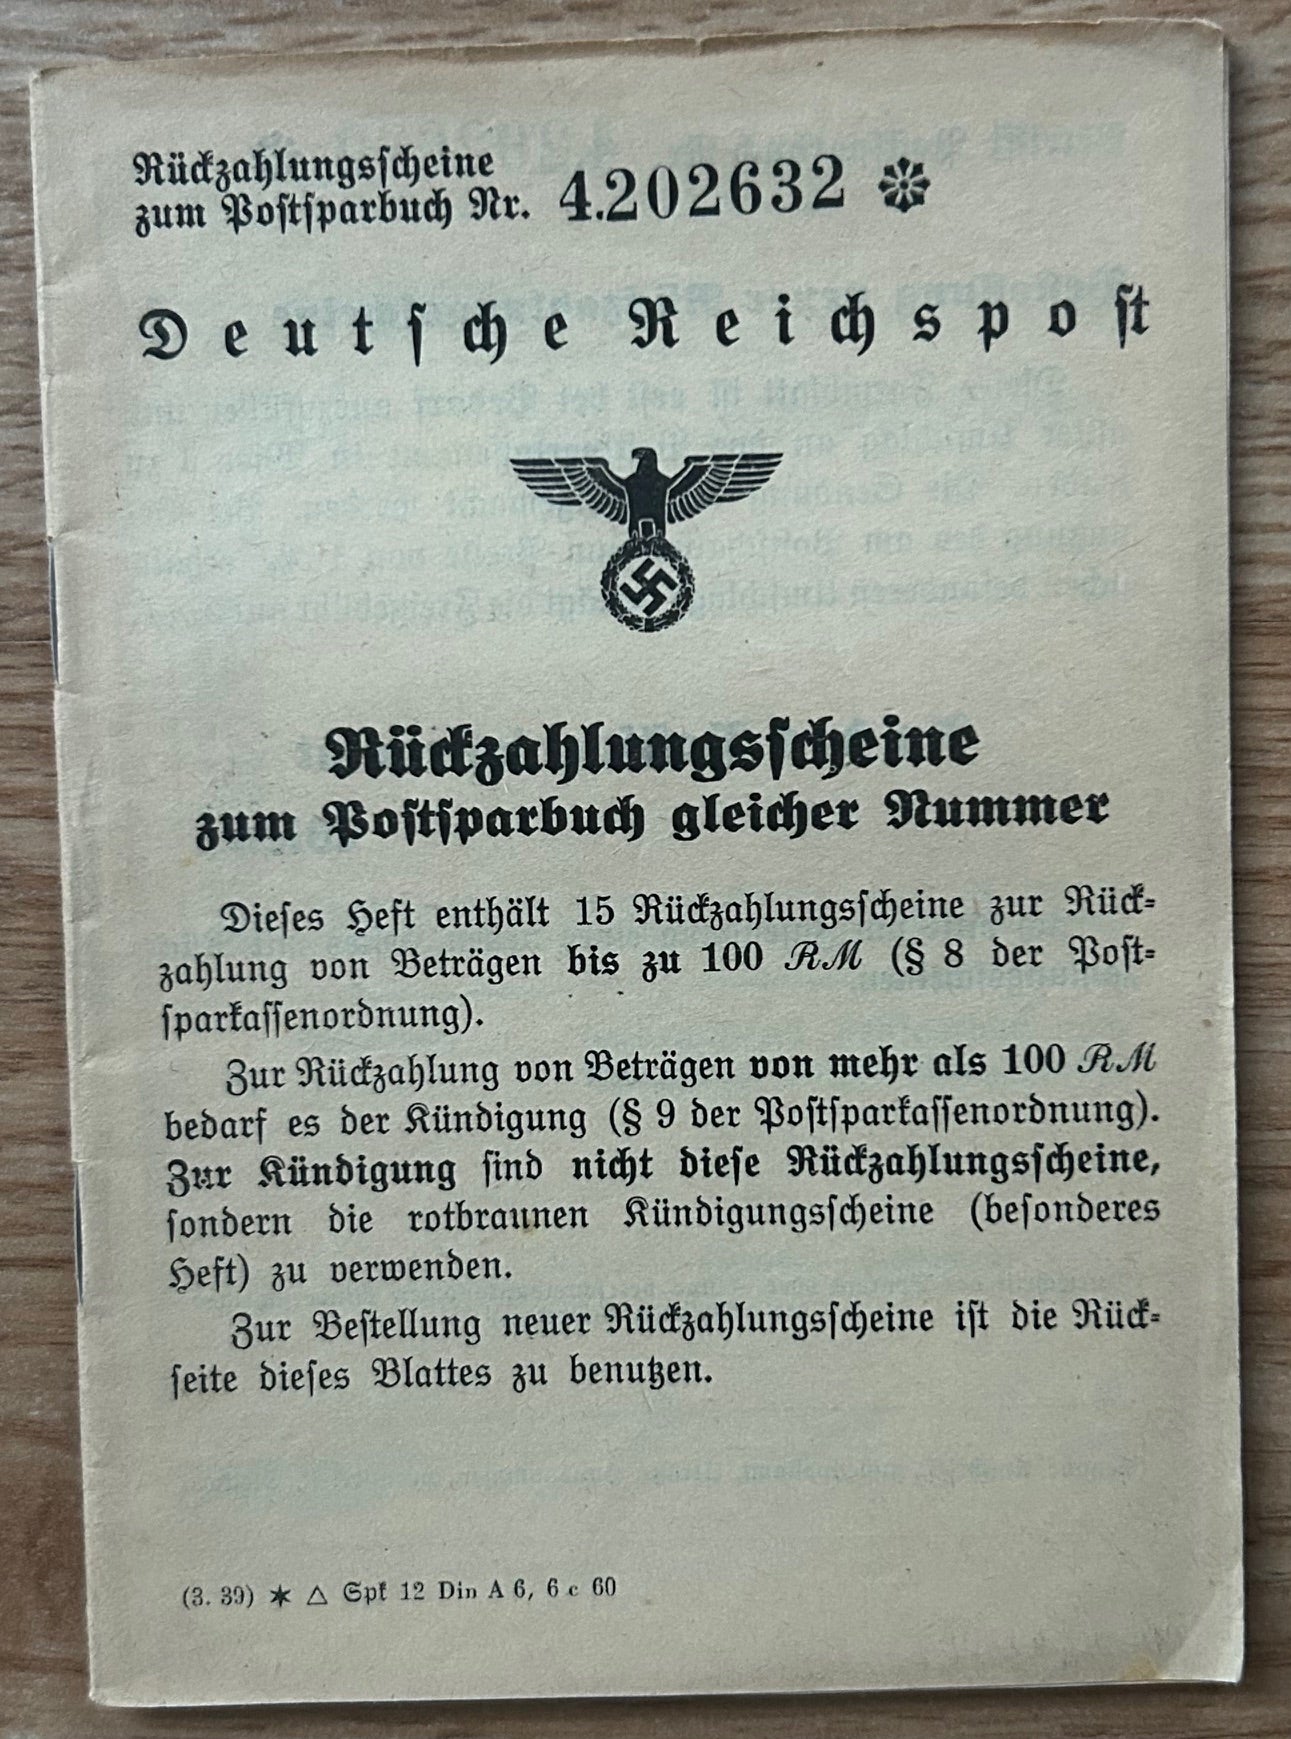 Rückzahlungsscheine
zum Postsparbuch Nr. 4.202632
Deutsche Reichspost
Rückzahlungsscheine
zum Postsparbuch gleicher Nummer
Dieses Heft enthält 15 Rückzahlungsscheine zur Rück-
zahlung von Beträgen bis zu 100 RM (§ 8 der Post-
sparkassenordnung).
Zur Rückzahlung von Beträgen von mehr als 100 RM
bedarf es der Kündigung (§ 9 der Postsparkassenordnung).
Zur Kündigung sind nicht diese Rückzahlungsscheine,
sondern die rotbraunen Kündigungsscheine (besonderes
Heft) zu verwenden.
Zur Bestellung neuer Rückzahlungsscheine ist die Rück-
seite dieses Blattes zu benutzen.
(3. 39) ✶ △ Spk 12 Din A 6, 6 c 60